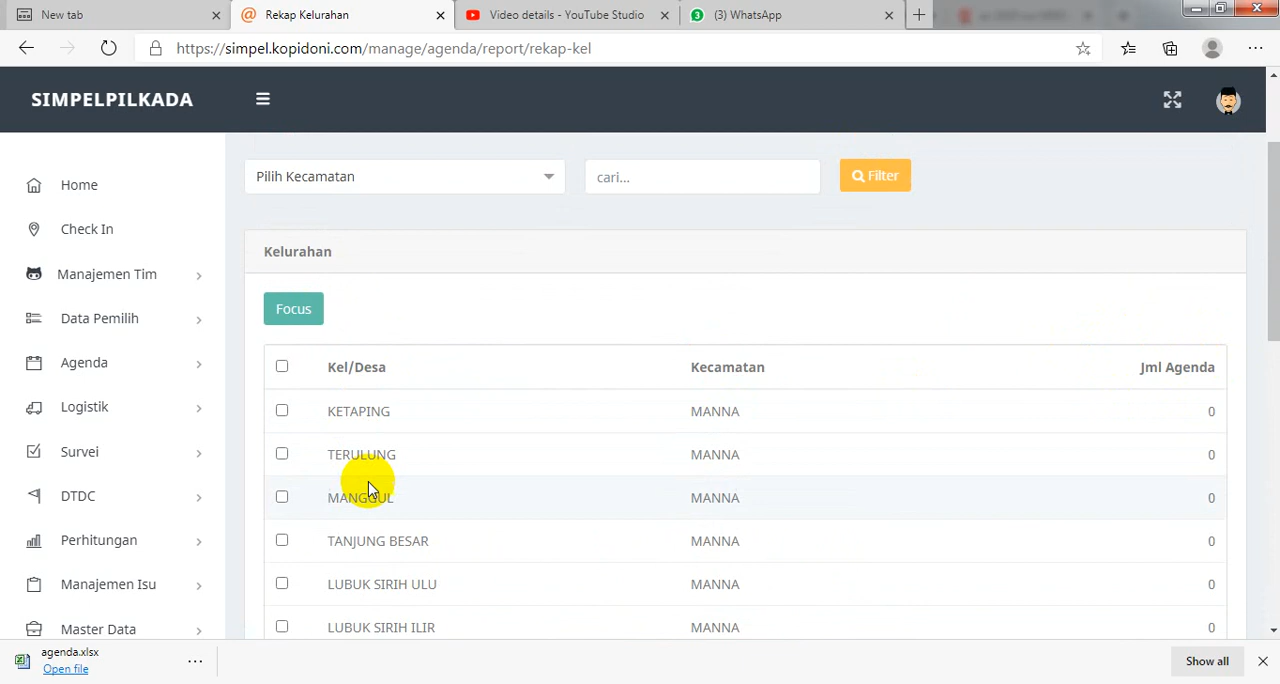 New tab
Rekap Kelurahan
Video details - YouTube Studio
(3) WhatsApp
https://simpel.kopidoni.com/manage/agenda/report/rekap-kel
SIMPELPILKADA
Home
Check In
Manajemen Tim
Data Pemilih
Agenda
Logistik
Survei
DTDC
Perhitungan
Manajemen Isu
Master Data
Pilih Kecamatan
cari...
Filter
Kelurahan
Focus
Kel/Desa Kecamatan Jml Agenda
KETAPING MANNA 0
TERULUNG MANNA 0
MANGGUL MANNA 0
TANJUNG BESAR MANNA 0
LUBUK SIRIH ULU MANNA 0
LUBUK SIRIH ILIR MANNA 0
agenda.xlsx
Open file
Show all